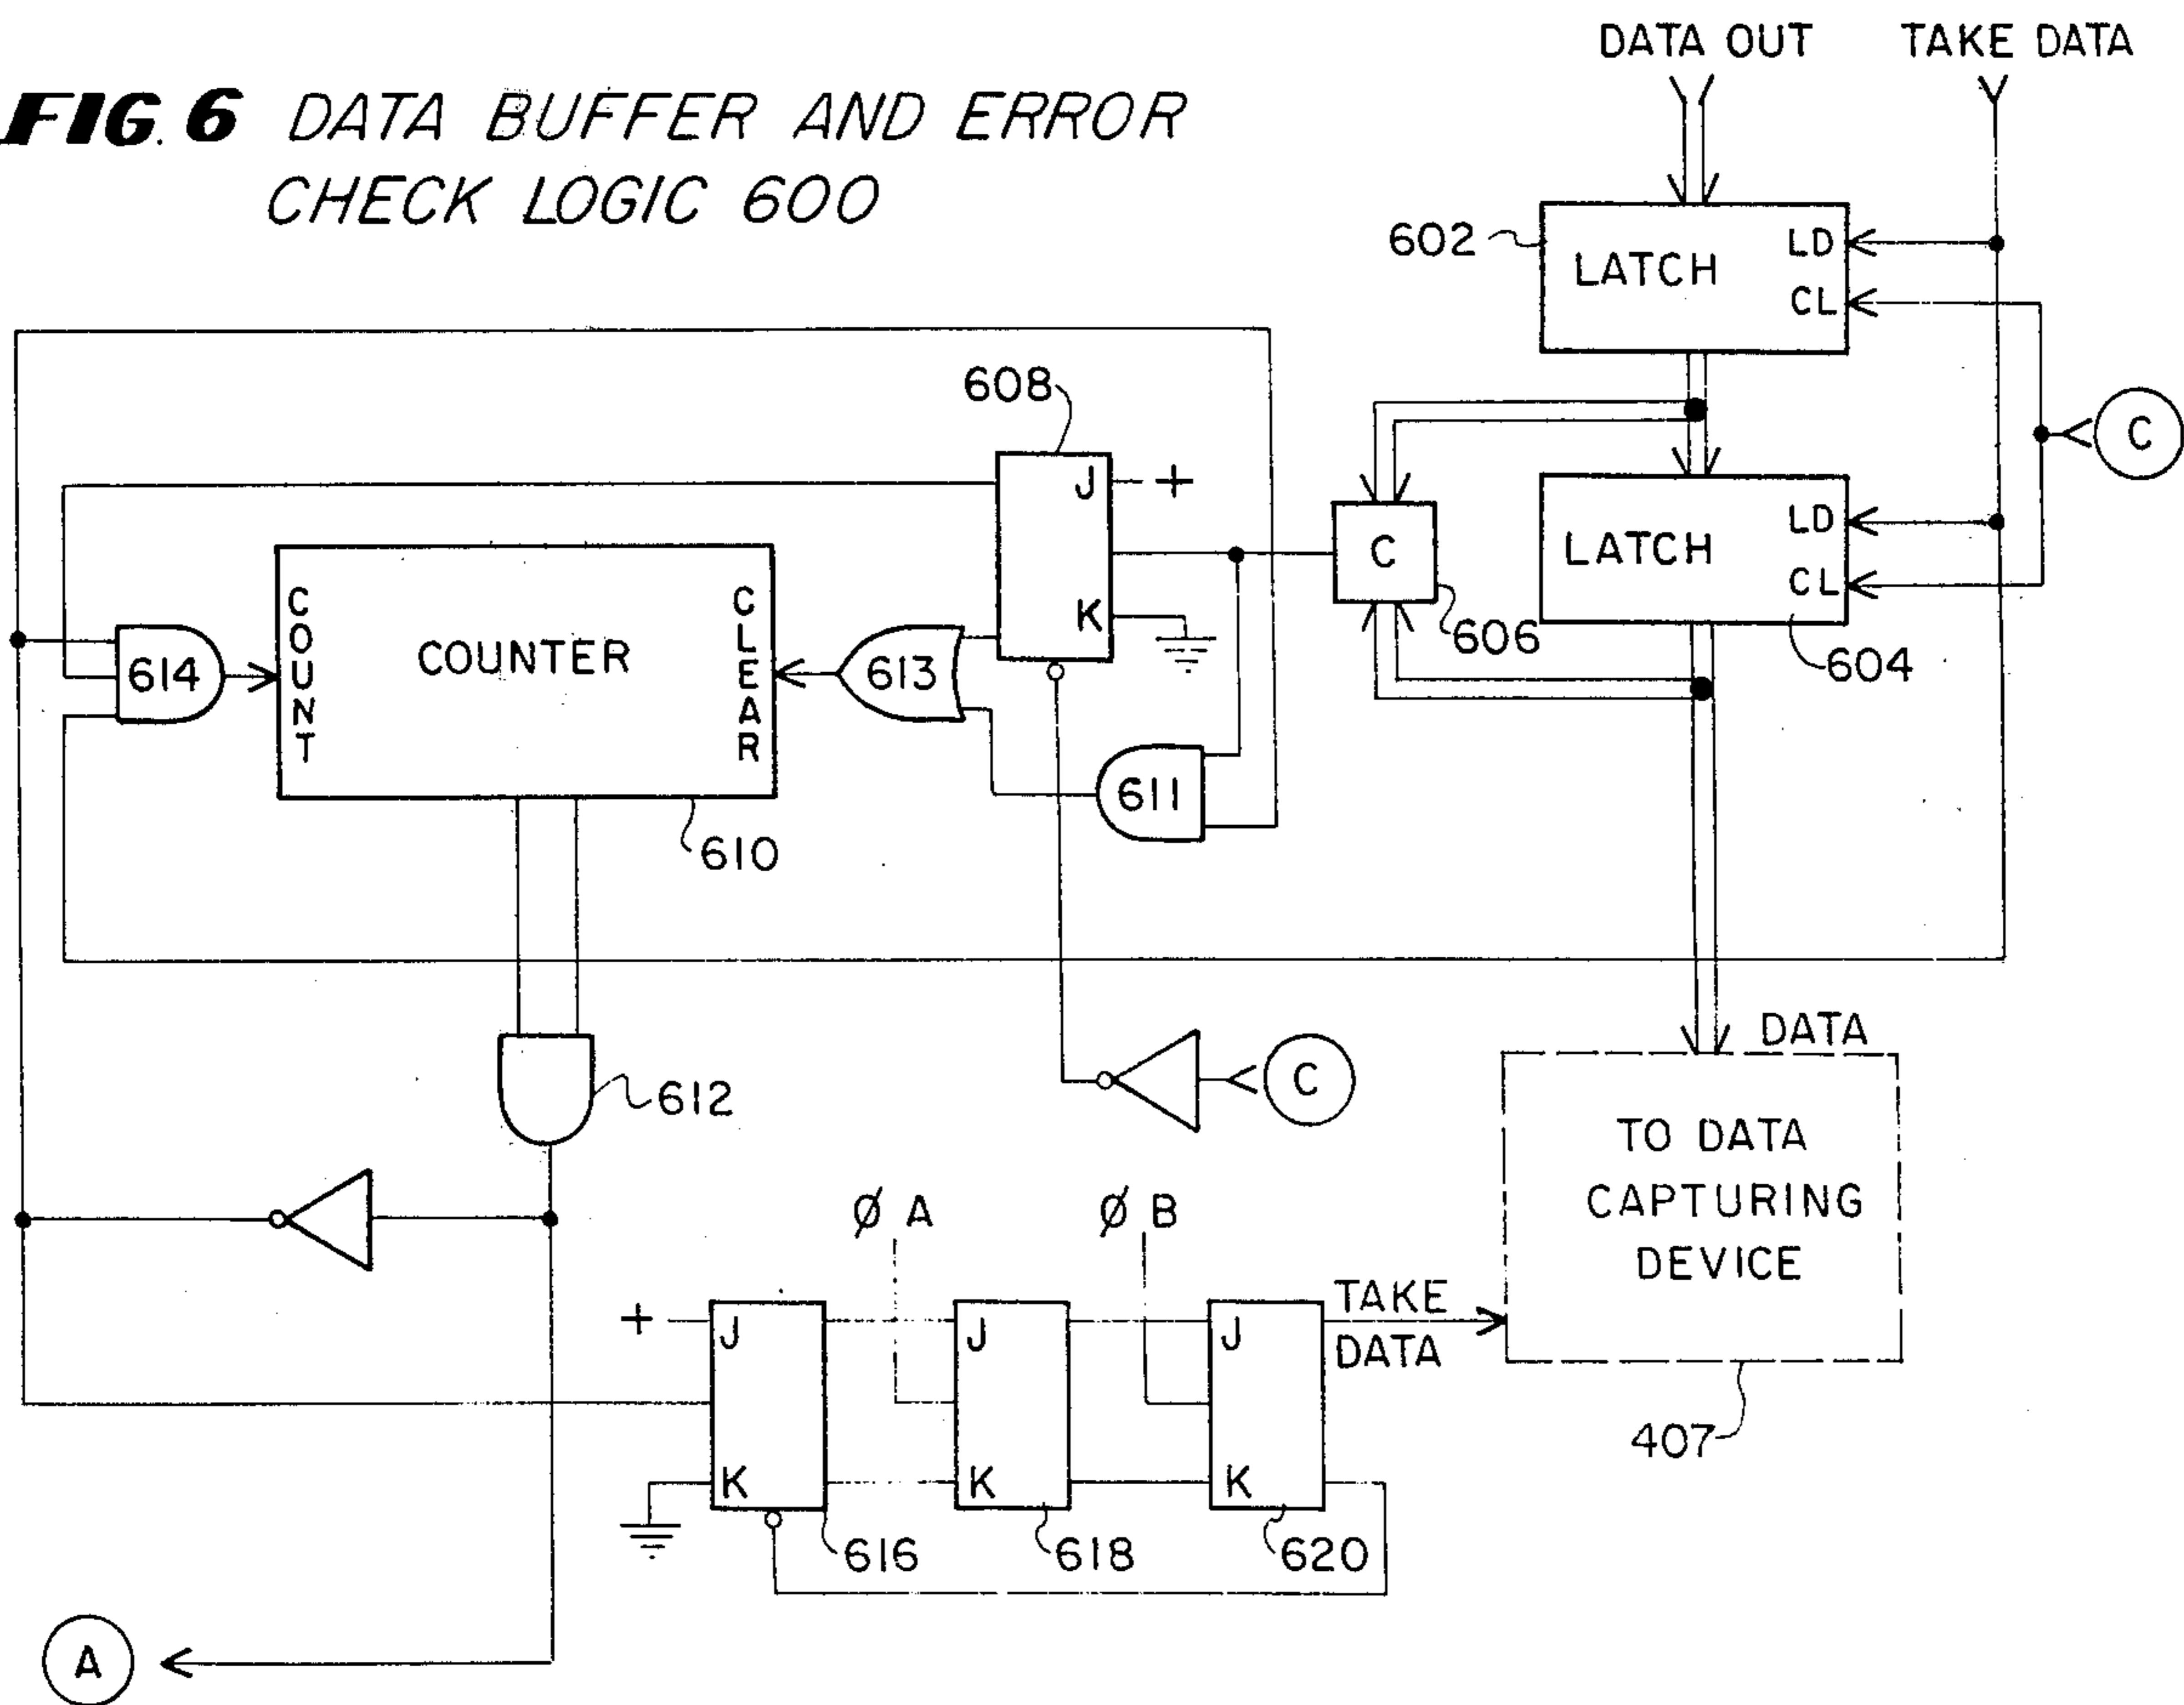 FIG. 6 DATA BUFFER AND ERROR
CHECK LOGIC 600
DATA OUT
TAKE DATA
602
LATCH
LD
CL
C
608
J
+
K
C
606
LATCH
LD
CL
604
614
COUNT
COUNTER
CLEAR
613
611
610
612
C
DATA
TO DATA
CAPTURING
DEVICE
407
Ø A
Ø B
+
J
K
616
J
K
618
J
K
620
TAKE
DATA
A